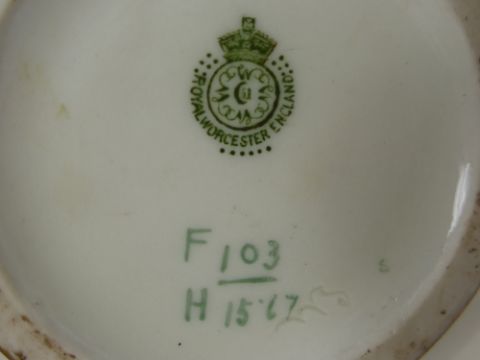 ROYAL WORCESTER ENGLAND
F 103
H 15·67
S